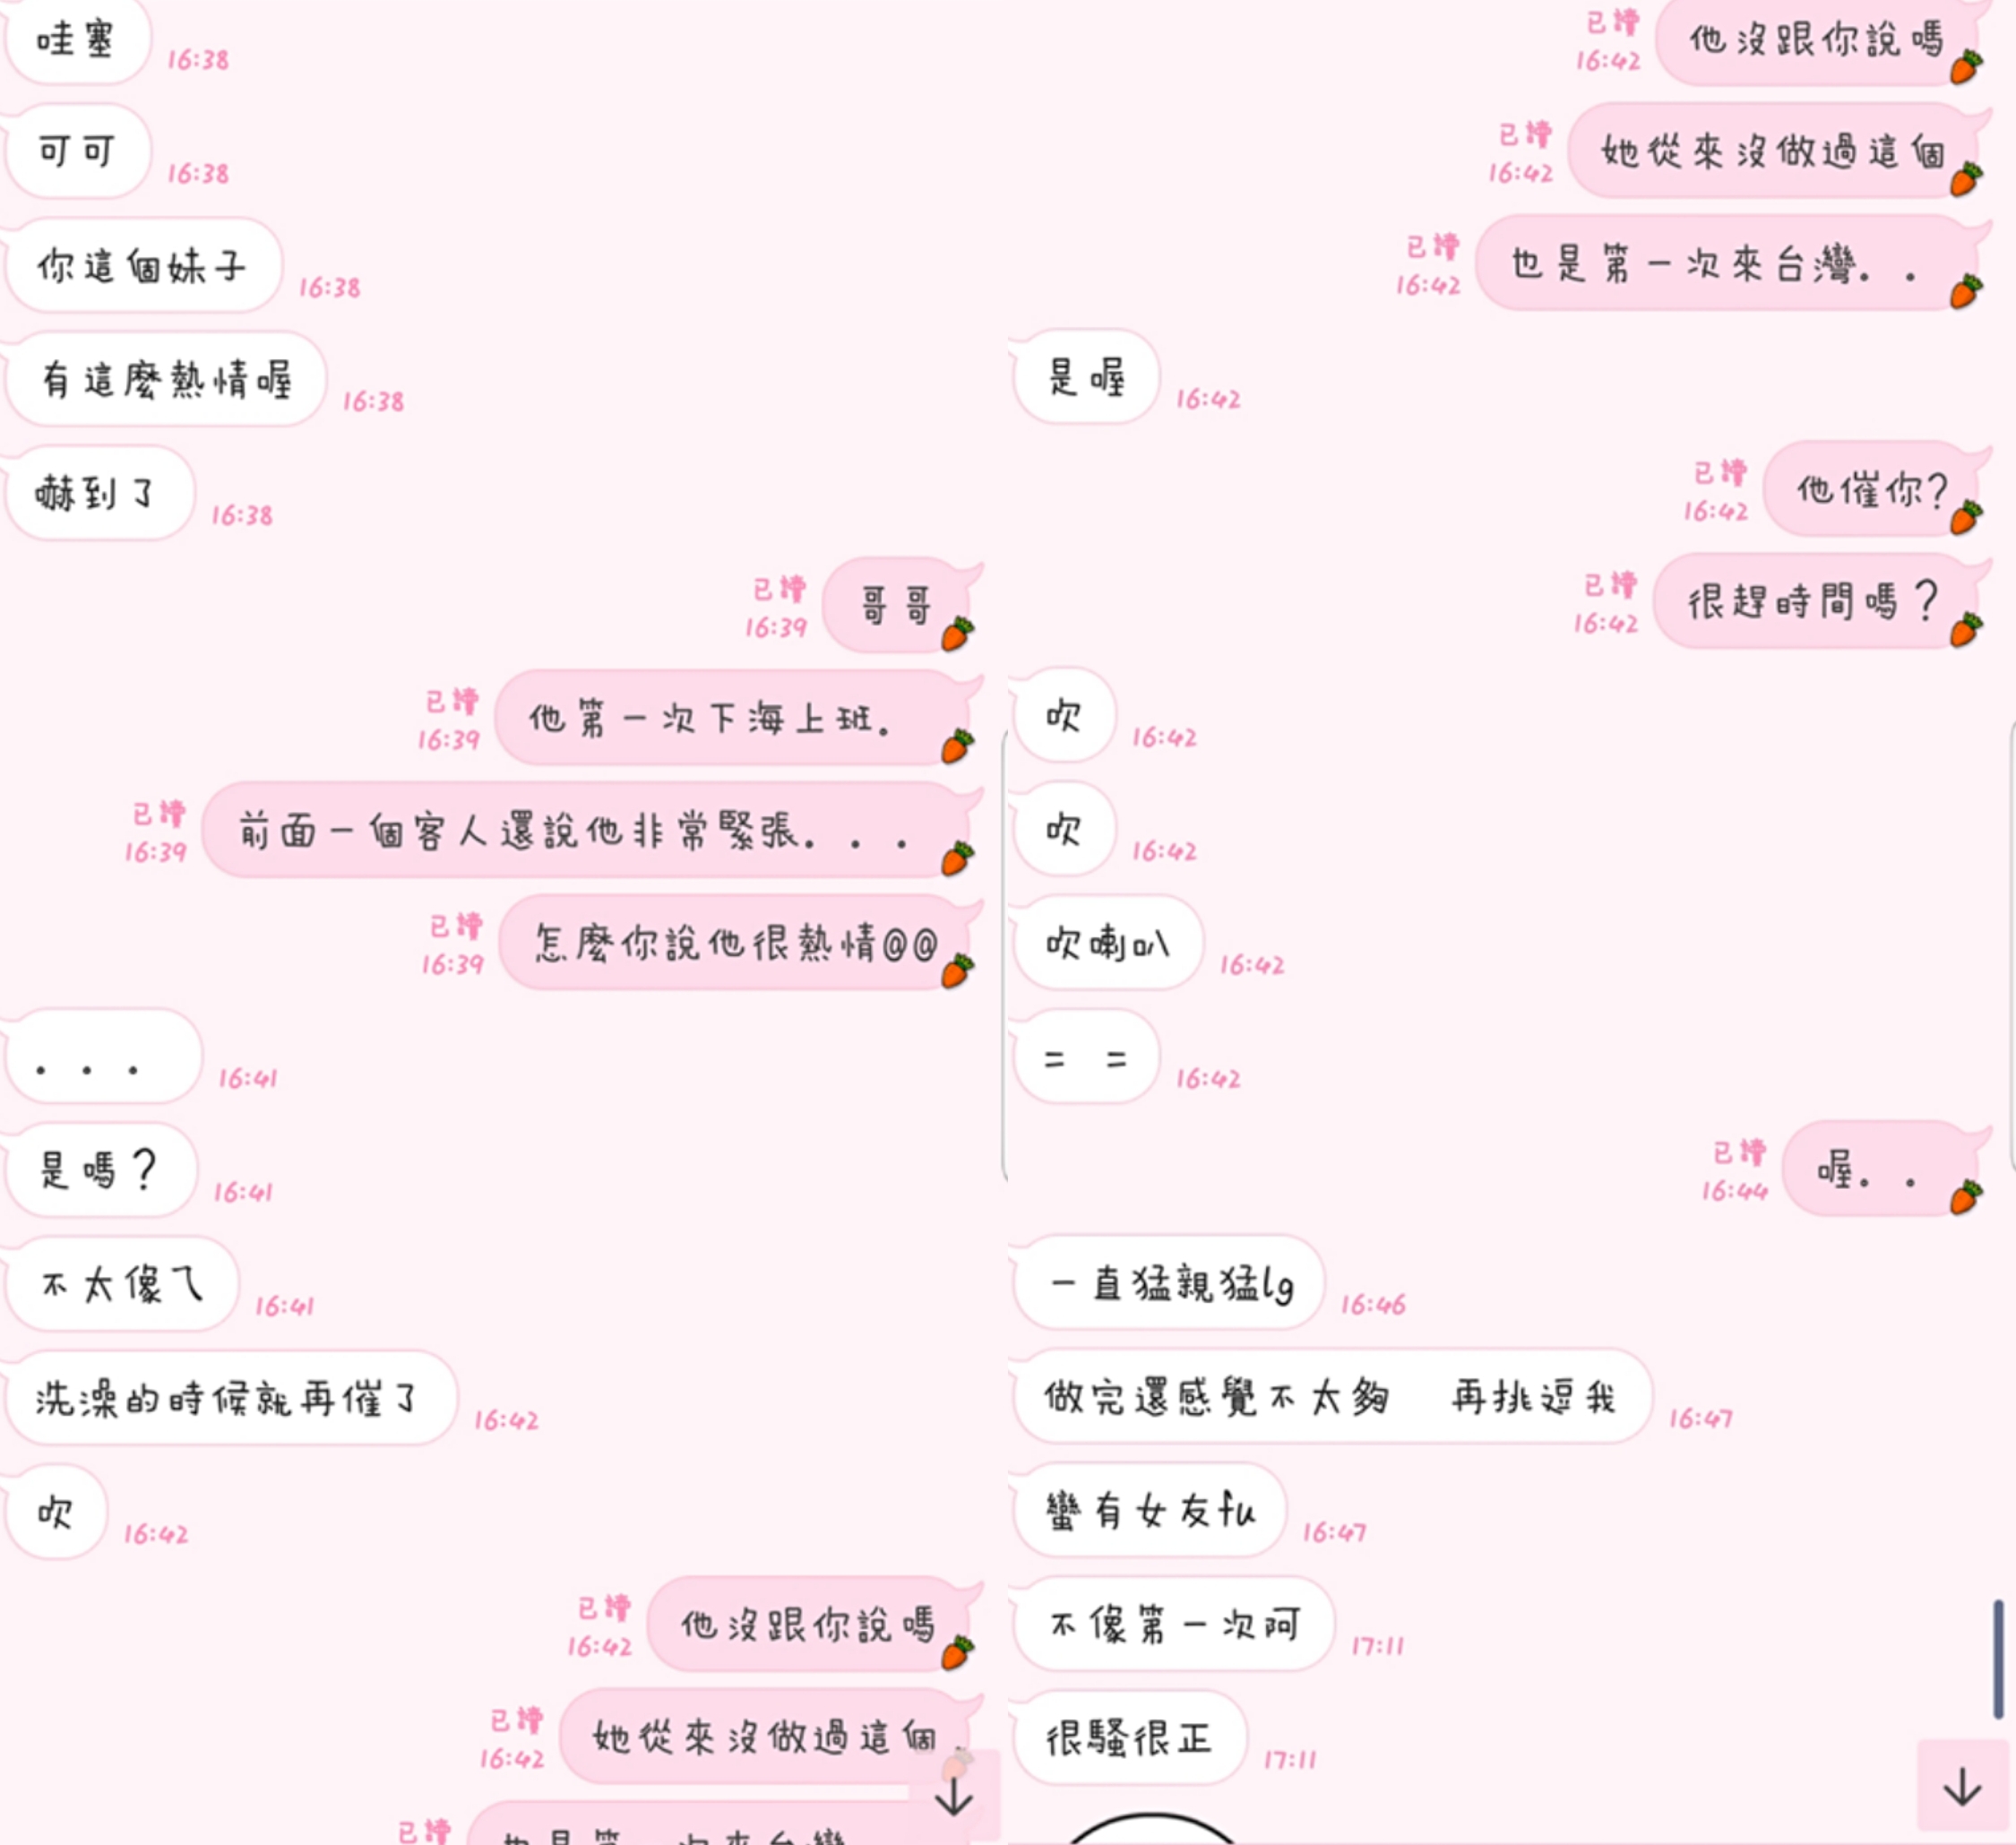 哇塞
16:38
可可
16:38
你這個妹子
16:38
有這麼熱情喔
16:38
嚇到了
16:38
已讀
16:39
哥哥
已讀
16:39
他第一次下海上班.
已讀
16:39
前面一個客人還說他非常緊張...
已讀
16:39
怎麼你說他很熱情@@
...
16:41
是嗎？
16:41
不太像ㄟ
16:41
洗澡的時候就再催了
16:42
吹
16:42
已讀
16:42
他沒跟你說嗎
已讀
16:42
她從來沒做過這個
已讀
也是第一次來台灣
已讀
16:42
他沒跟你說嗎
已讀
16:42
她從來沒做過這個
已讀
16:42
也是第一次來台灣..
是喔
16:42
已讀
16:42
他催你?
已讀
16:42
很趕時間嗎？
吹
16:42
吹
16:42
吹喇叭
16:42
= =
16:42
已讀
16:44
喔..
一直猛親猛lg
16:46
做完還感覺不太夠 再挑逗我
16:47
蠻有女友fu
16:47
不像第一次阿
17:11
很騷很正
17:11